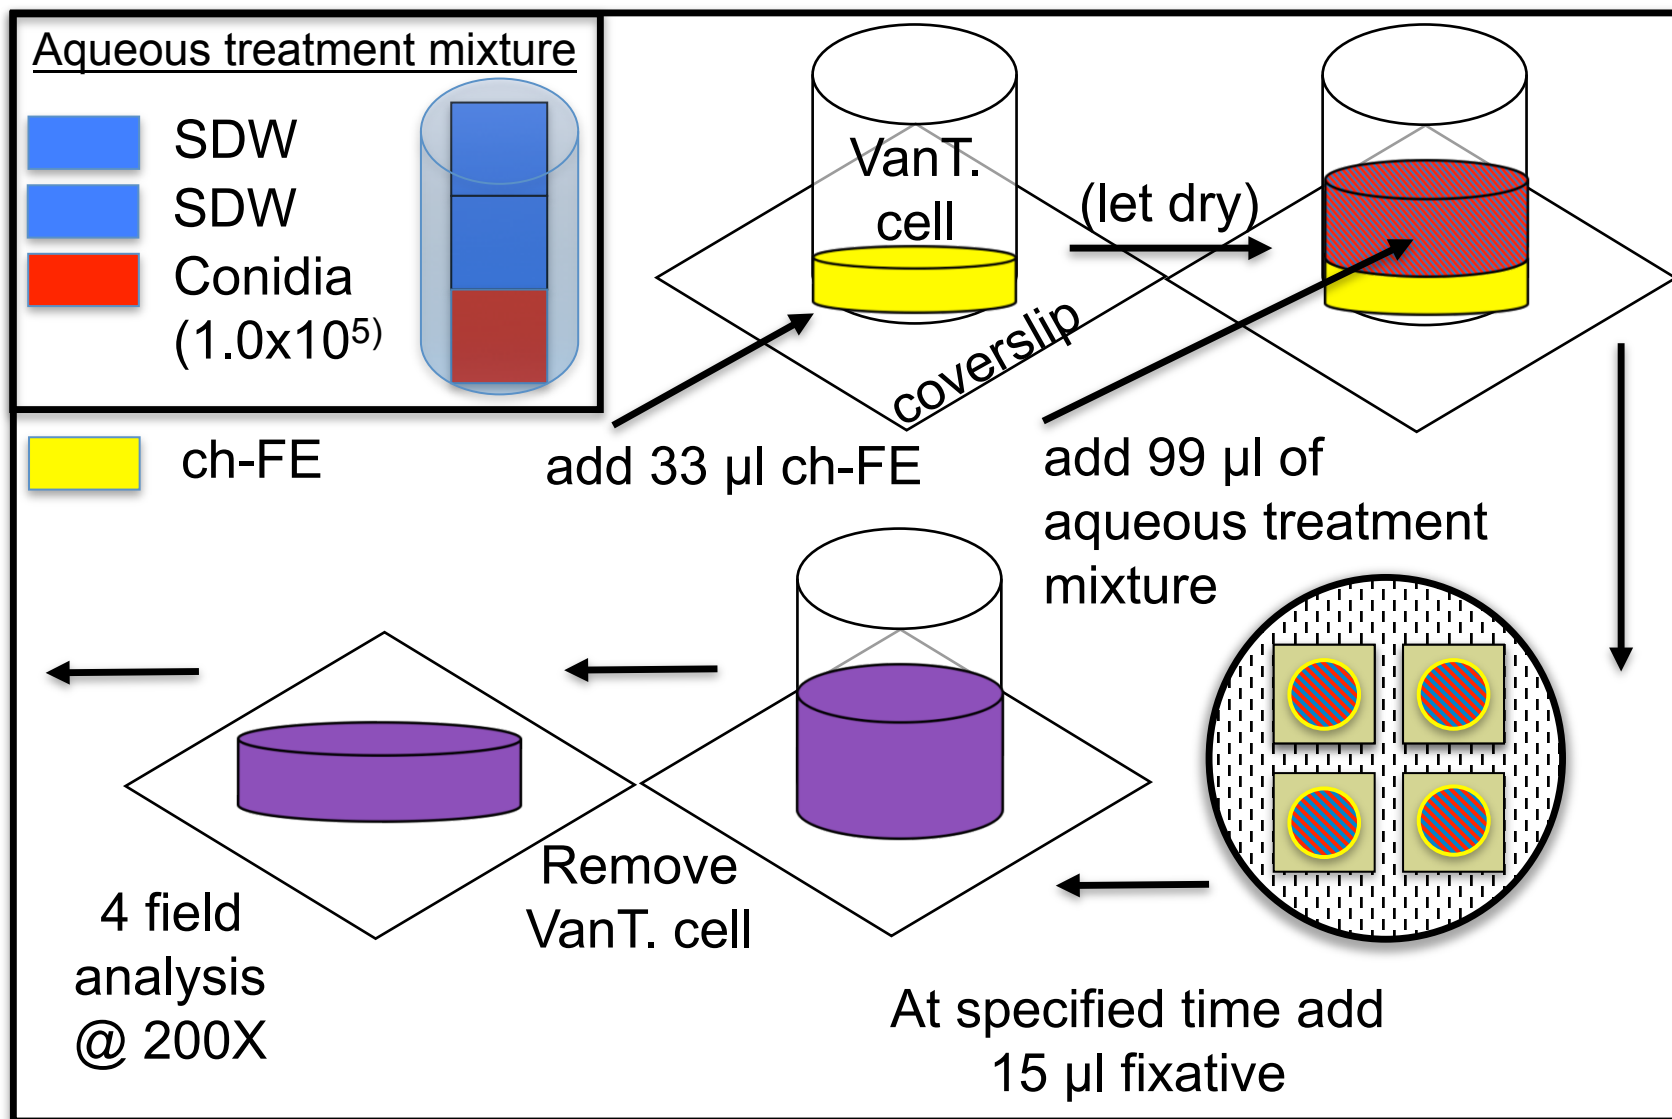 Aqueous treatment mixture
SDW
SDW
Conidia
(1.0x10⁵⁾
ch-FE
VanT.
cell
(let dry)
coverslip
add 33 µl ch-FE
add 99 µl of
aqueous treatment
mixture
At specified time add
15 µl fixative
Remove
VanT. cell
4 field
analysis
@ 200X